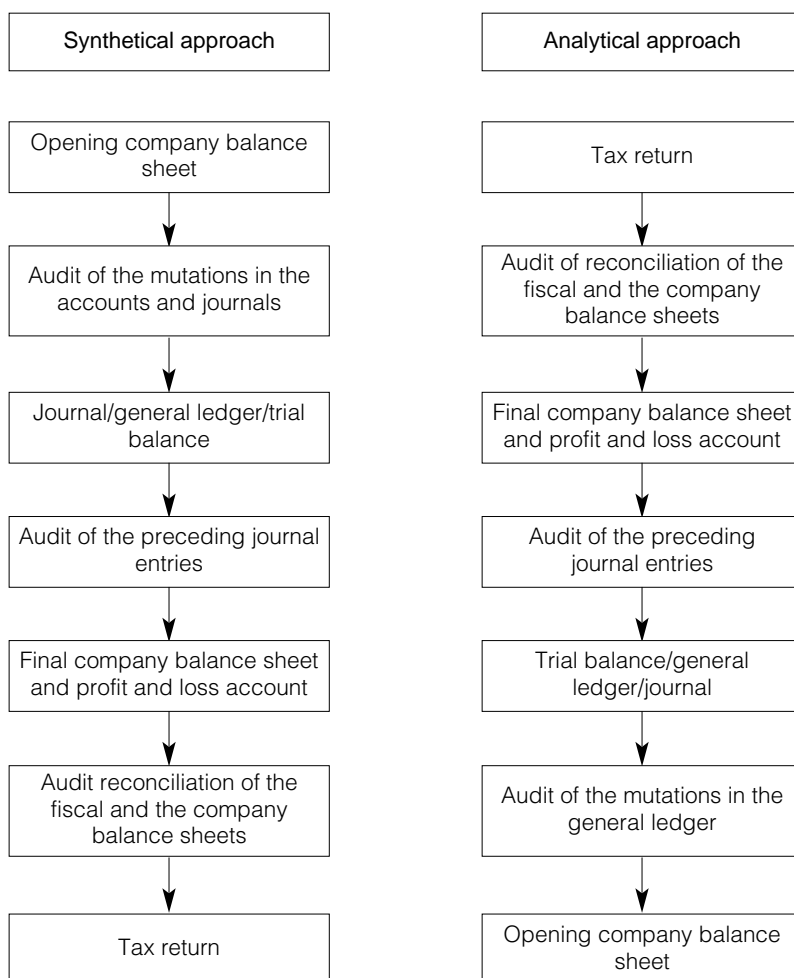 Synthetical approach
Opening company balance
sheet
Audit of the mutations in the
accounts and journals
Journal/general ledger/trial
balance
Audit of the preceding journal
entries
Final company balance sheet
and profit and loss account
Audit reconciliation of the
fiscal and the company
balance sheets
Tax return
Analytical approach
Tax return
Audit of reconciliation of the
fiscal and the company
balance sheets
Final company balance sheet
and profit and loss account
Audit of the preceding
journal entries
Trial balance/general
ledger/journal
Audit of the mutations in the
general ledger
Opening company balance
sheet